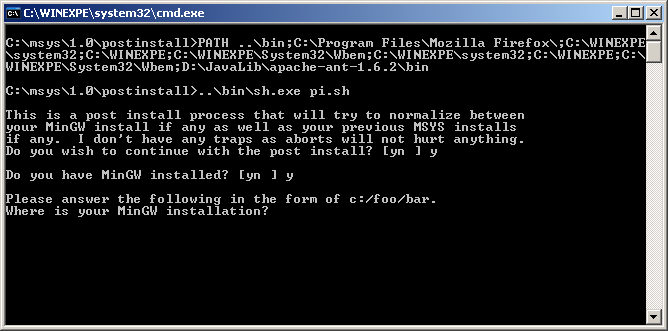 C:\WINEXPE\system32\cmd.exe
C:\msys\1.0\postinstall>PATH ..\bin;C:\Program Files\Mozilla Firefox\;C:\WINEXPE
\system32;C:\WINEXPE;C:\WINEXPE\System32\Wbem;C:\WINEXPE\system32;C:\WINEXPE;C:\
WINEXPE\System32\Wbem;D:\JavaLib\apache-ant-1.6.2\bin
C:\msys\1.0\postinstall>..\bin\sh.exe pi.sh
This is a post install process that will try to normalize between
your MinGW install if any as well as your previous MSYS installs
if any.  I don't have any traps as aborts will not hurt anything.
Do you wish to continue with the post install? [yn ] y
Do you have MinGW installed? [yn ] y
Please answer the following in the form of c:/foo/bar.
Where is your MinGW installation?